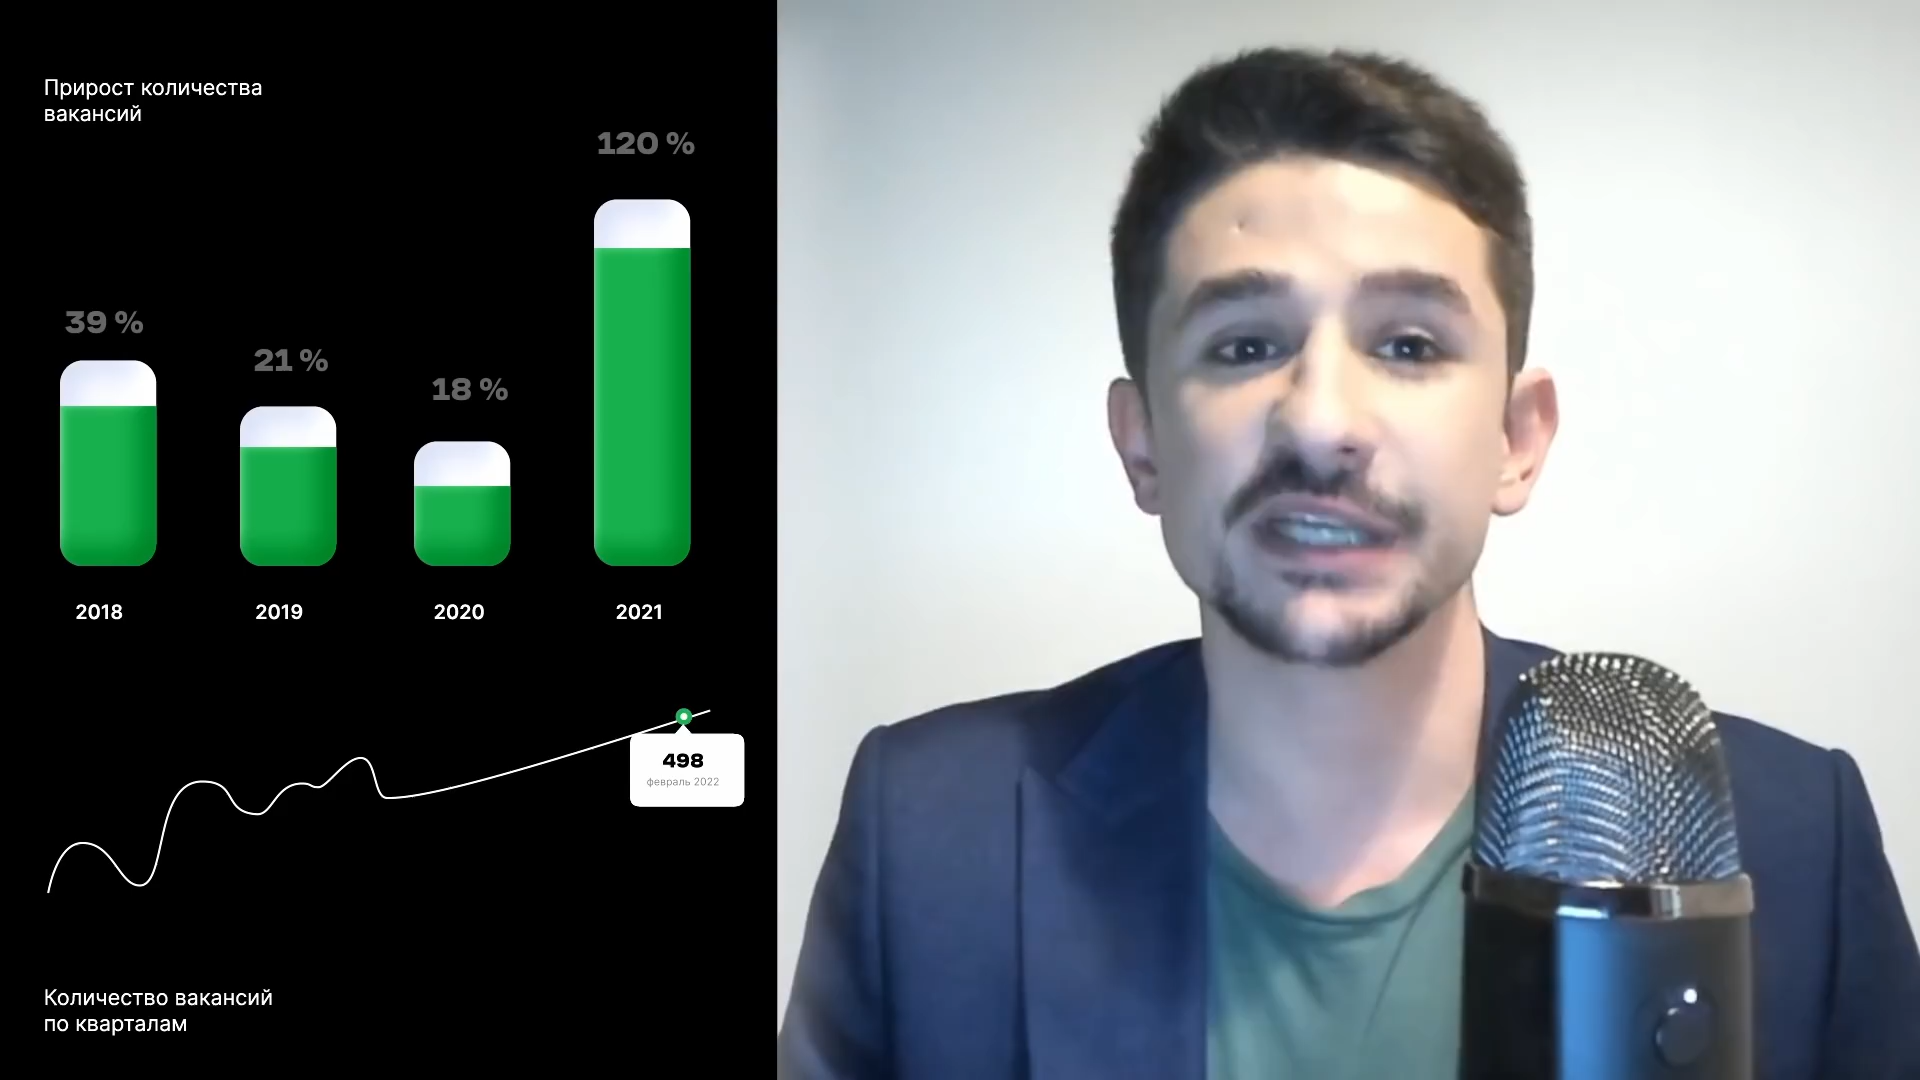 Прирост количества
вакансий
120 %
39 %
21 %
18 %
2018
2019
2020
2021
498
февраль 2022
Количество вакансий
по кварталам